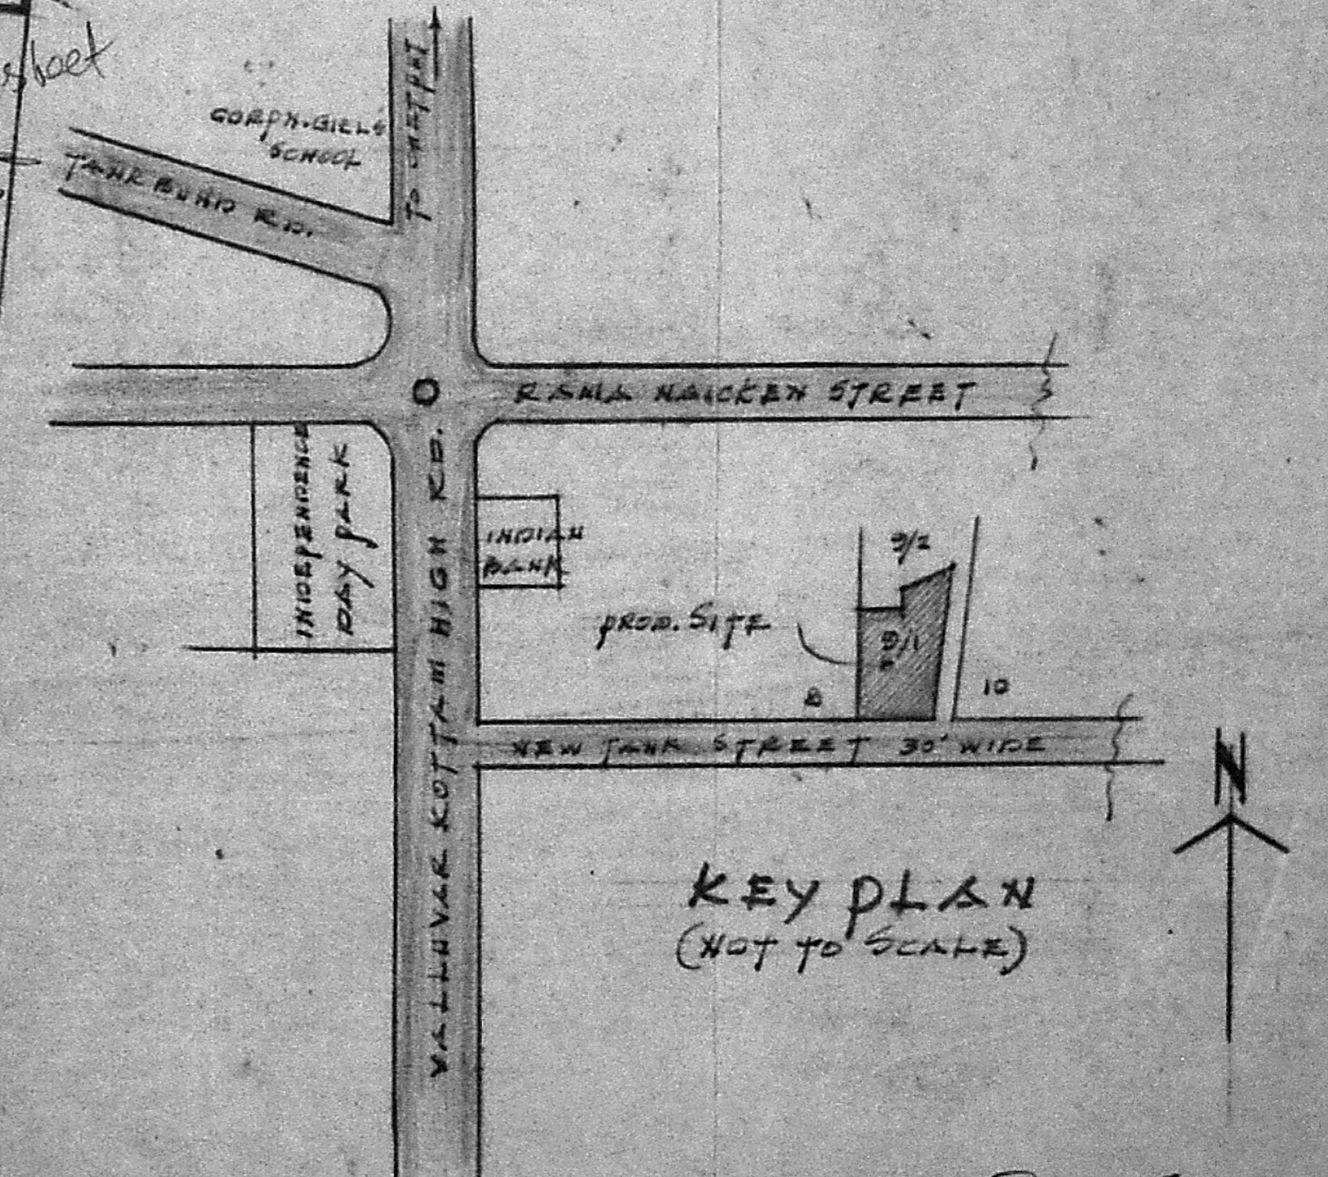 sheet
TO CHETPET
CORPN. GIRLS
SCHOOL
TANK BUND RD.
RAMA NAICKEN STREET
INDEPENDENCE
DAY PARK
VALLUVAR KOTTAM HIGH RD.
INDIAN
BANK
9/2
PROP. SITE
9/1
8
10
NEW TANK STREET 30' WIDE
N
KEY PLAN
(NOT TO SCALE)